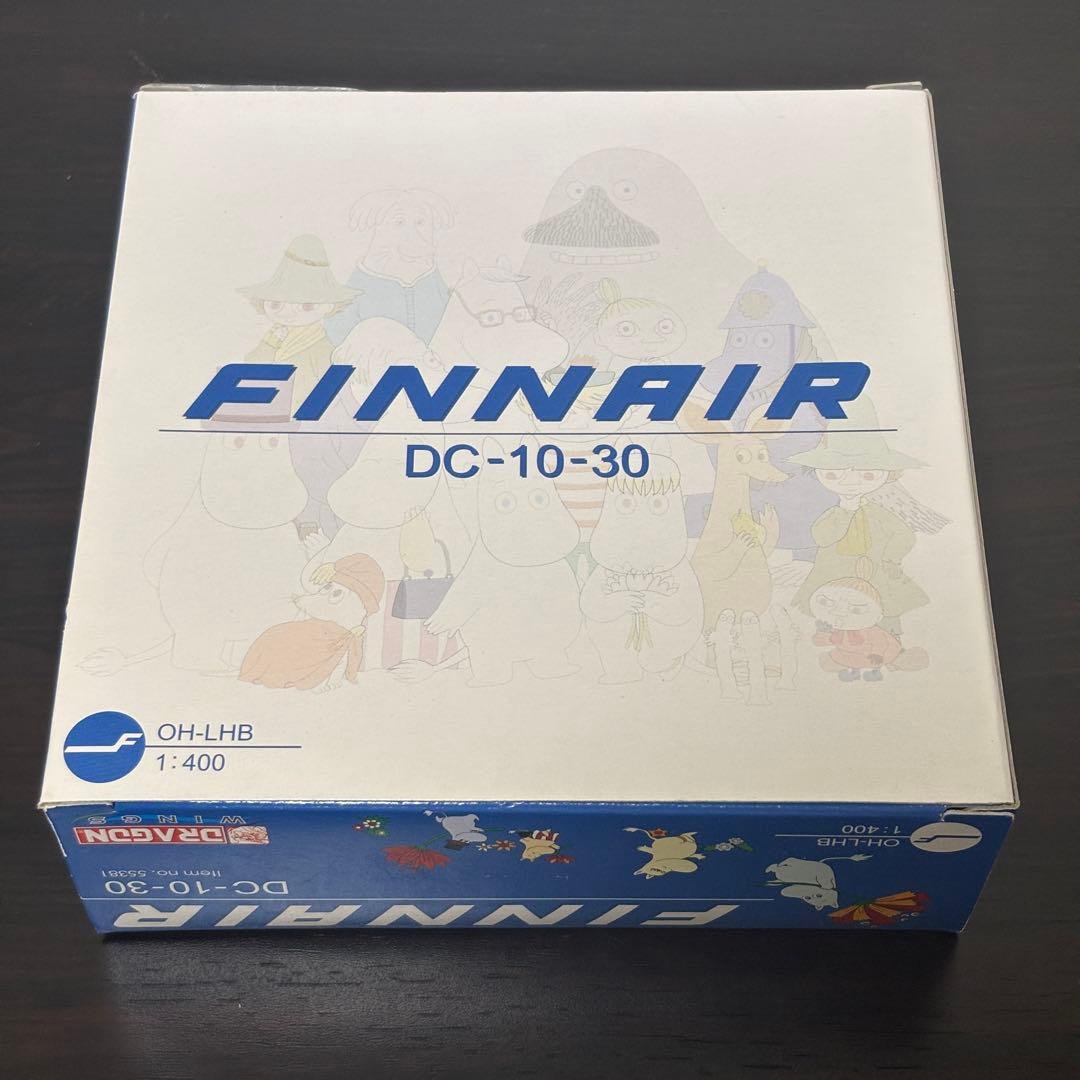 FINNAIR
DC-10-30
OH-LHB
1:400
FINNAIR
DC-10-30
Item no. 55381
DRAGON
WINGS
OH-LHB
1:400